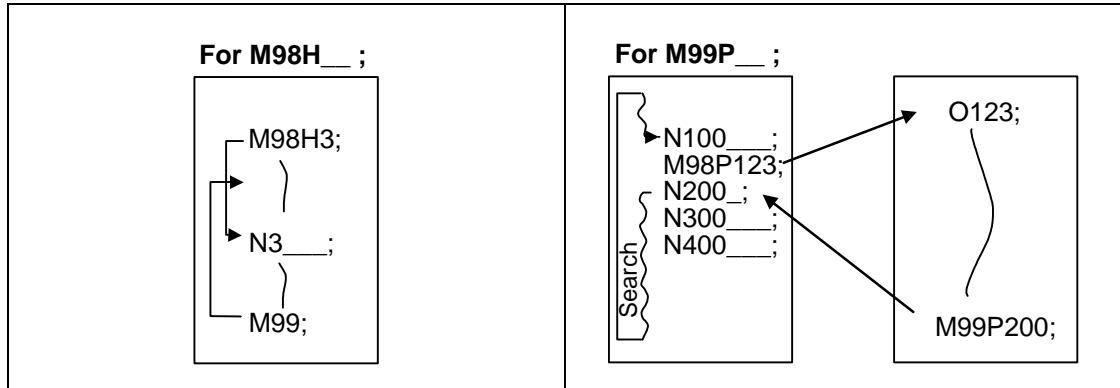 For M98H__ ;
M98H3;
N3___;
M99;
For M99P__ ;
N100___;
M98P123;
N200_;
N300___;
N400___;
Search
O123;
M99P200;